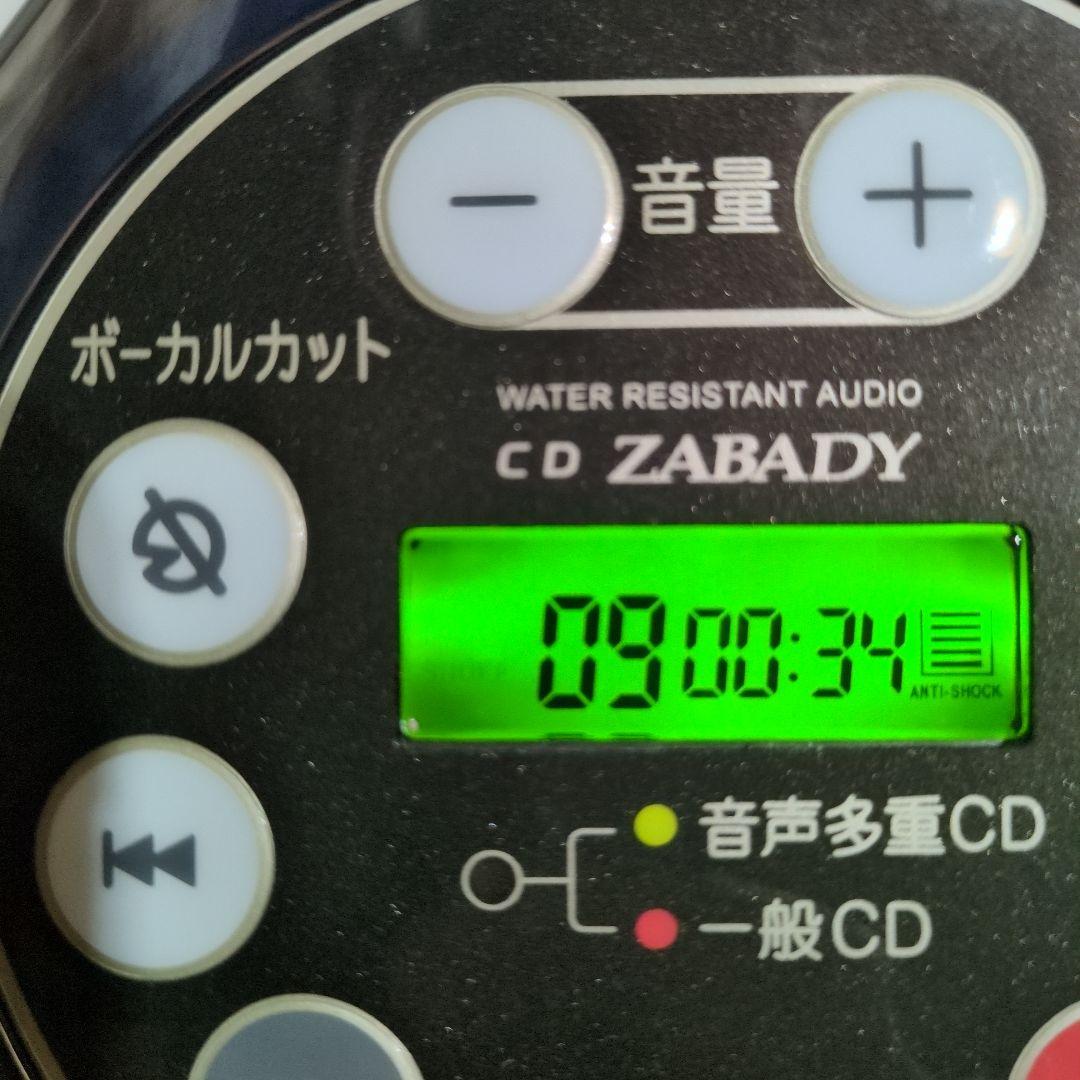 − 音量 +
ボーカルカット
WATER RESISTANT AUDIO
CD ZABADY
09 00:34
ANTI-SHOCK
音声多重CD
一般CD